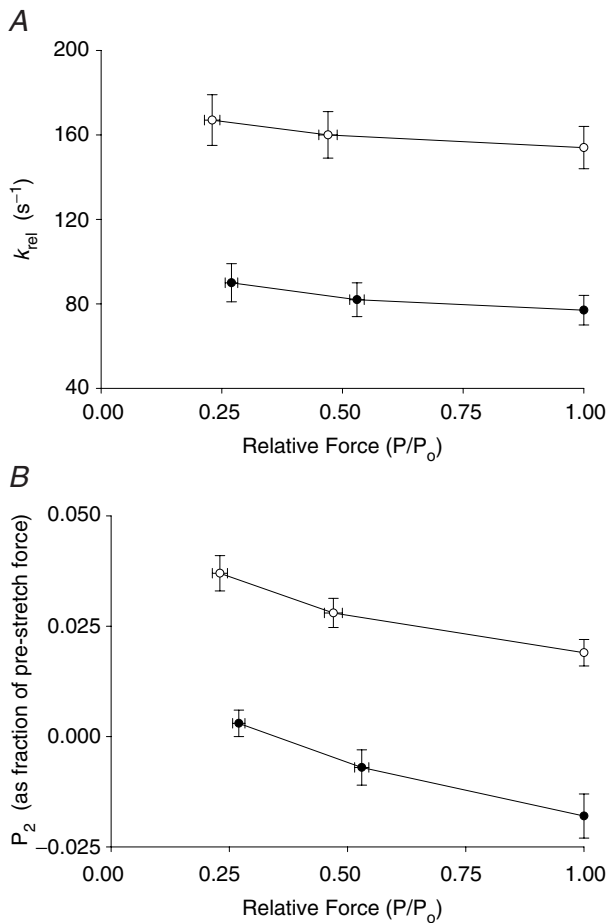 A
200
160
120
80
40
k_rel (s⁻¹)
0.00 0.25 0.50 0.75 1.00
Relative Force (P/P_o)
B
0.050
0.025
0.000
−0.025
P_2 (as fraction of pre-stretch force)
0.00 0.25 0.50 0.75 1.00
Relative Force (P/P_o)